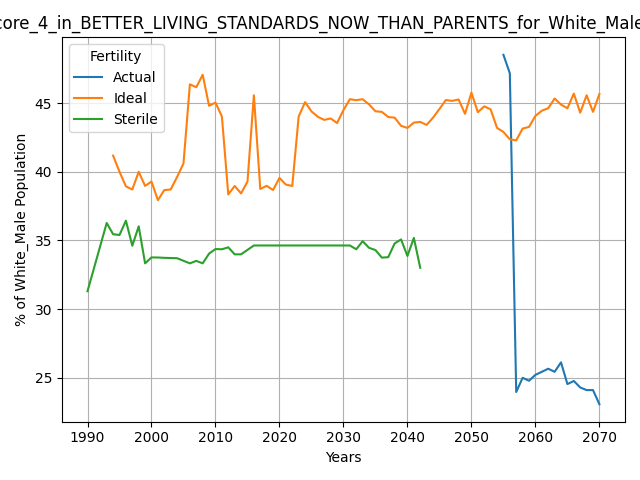 core_4_in_BETTER_LIVING_STANDARDS_NOW_THAN_PARENTS_for_White_Male
Fertility
Actual
Ideal
Sterile
% of White_Male Population
45
40
35
30
25
1990 2000 2010 2020 2030 2040 2050 2060 2070
Years